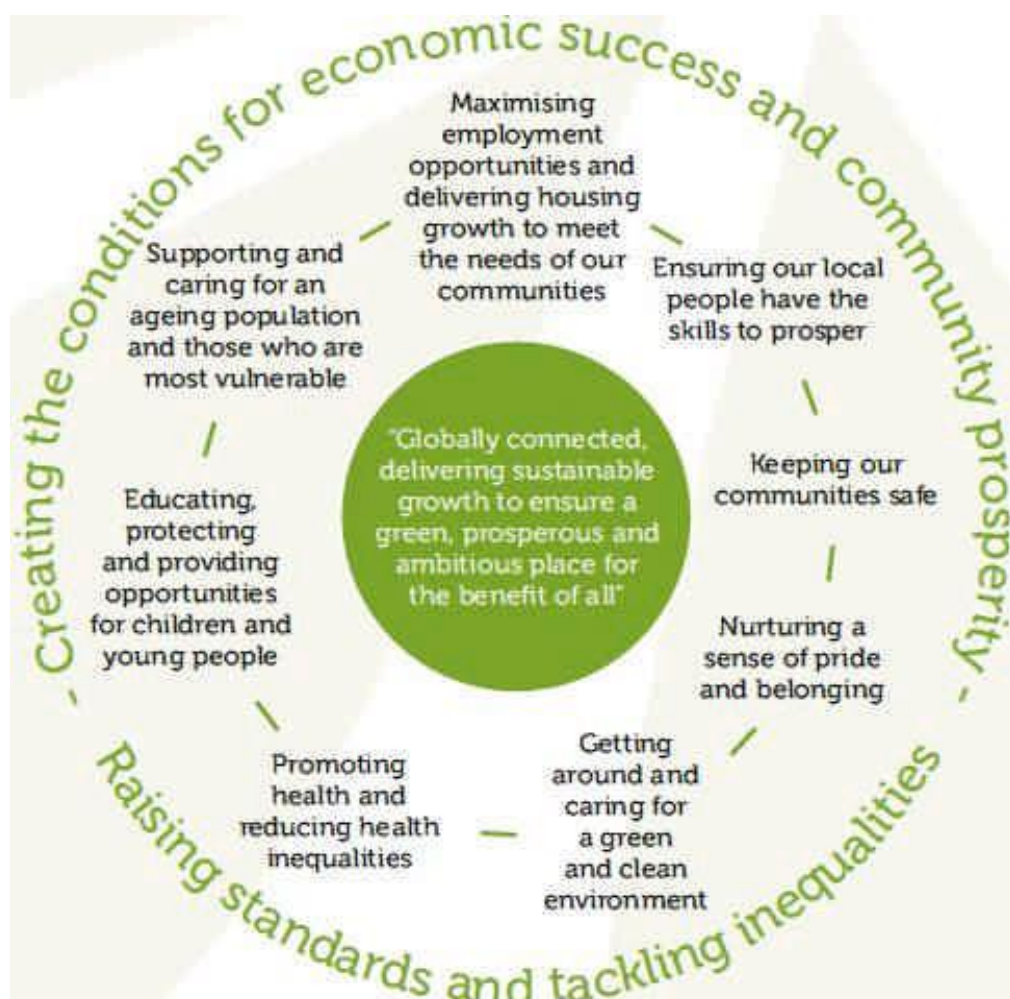 Creating the conditions for economic success and community prosperity -
Maximising
employment
opportunities and
delivering housing
growth to meet
the needs of our
communities
Ensuring our local
people have the
skills to prosper
Keeping our
communities safe
Nurturing a
sense of pride
and belonging
Getting
around and
caring for
a green
and clean
environment
Promoting
health and
reducing health
inequalities
Educating,
protecting
and providing
opportunities
for children and
young people
Supporting and
caring for an
ageing population
and those who are
most vulnerable
"Globally connected,
delivering sustainable
growth to ensure a
green, prosperous and
ambitious place for
the benefit of all"
Raising standards and tackling inequalities -